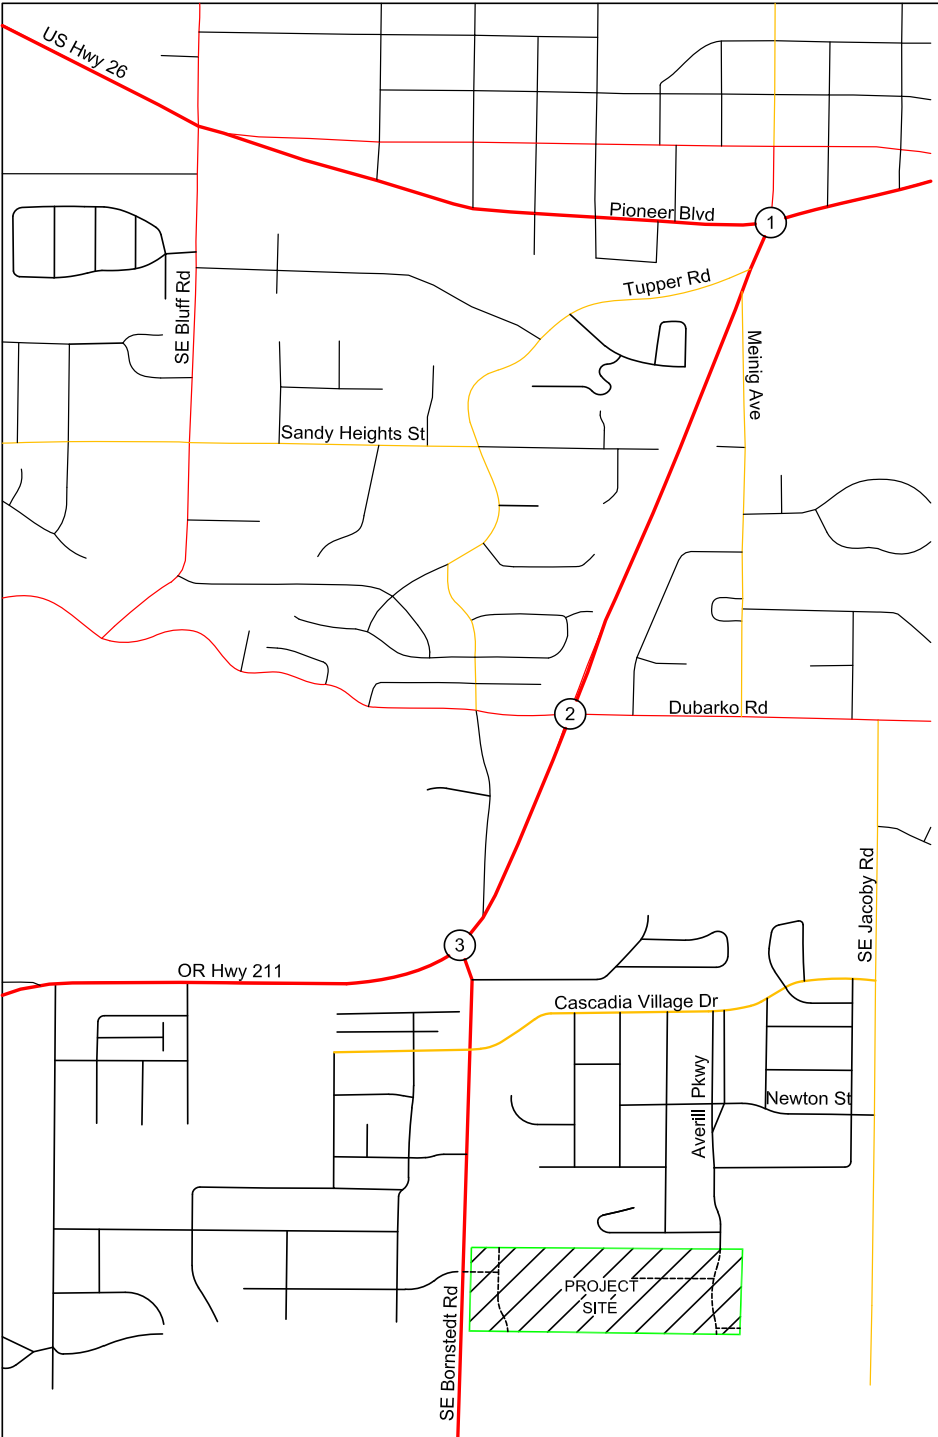 US Hwy 26
Pioneer Blvd
1
Tupper Rd
SE Bluff Rd
Meinig Ave
Sandy Heights St
Dubarko Rd
2
SE Jacoby Rd
3
OR Hwy 211
Cascadia Village Dr
Averill Pkwy
Newton St
PROJECT
SITE
SE Bornstedt Rd